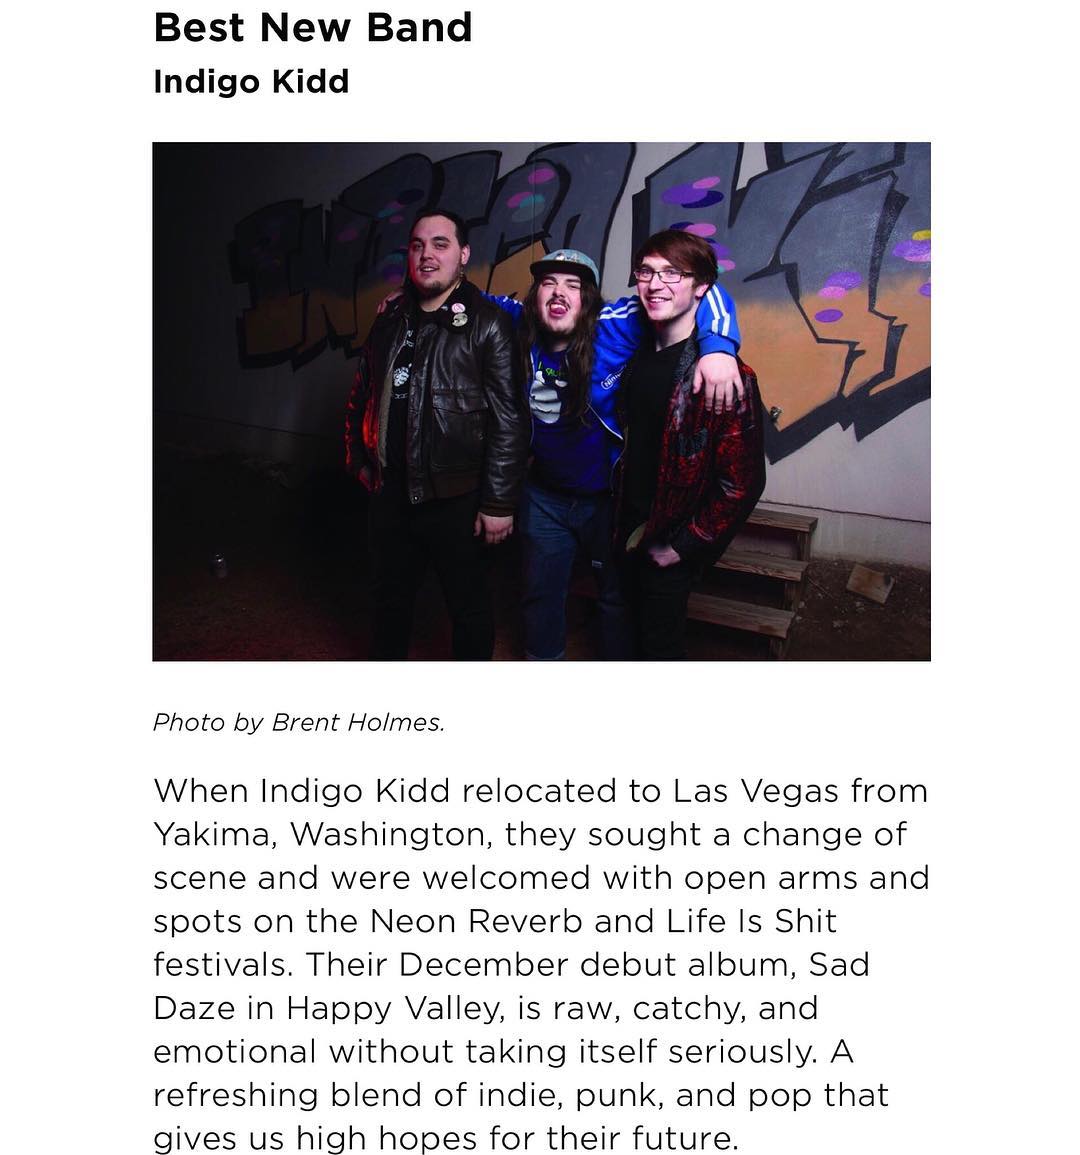 Best New Band
Indigo Kidd
INDIGO KI
Photo by Brent Holmes.
When Indigo Kidd relocated to Las Vegas from
Yakima, Washington, they sought a change of
scene and were welcomed with open arms and
spots on the Neon Reverb and Life Is Shit
festivals. Their December debut album, Sad
Daze in Happy Valley, is raw, catchy, and
emotional without taking itself seriously. A
refreshing blend of indie, punk, and pop that
gives us high hopes for their future.